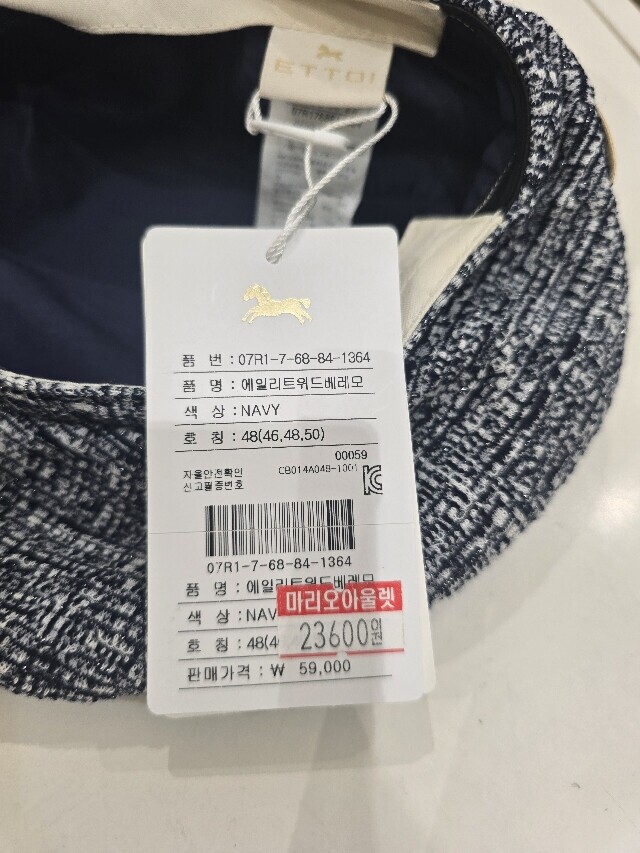 ETTOI
품 번 : 07R1-7-68-84-1364
품 명 : 에일리트위드베레모
색 상 : NAVY
호 칭 : 48(46,48,50)
00059
자율안전확인
신고필증번호
CB014A048-1001
07R1-7-68-84-1364
품 명 : 에일리트위드베레모
색 상 : NAV
호 칭 : 48(4
마리오아울렛
23600원
판매가격 : ₩ 59,000